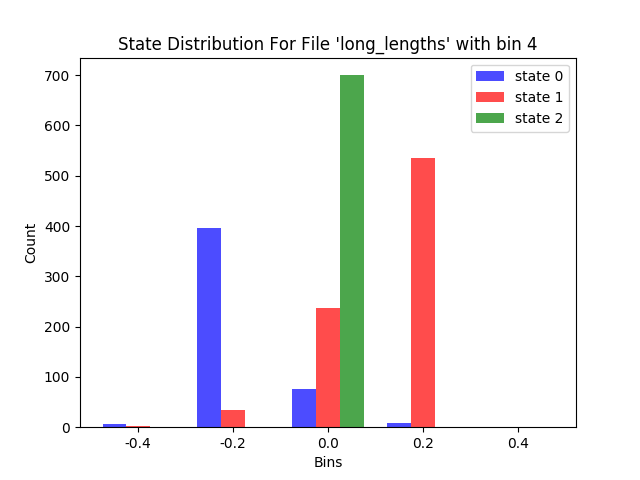 State Distribution For File 'long_lengths' with bin 4
state 0
state 1
state 2
700
600
500
400
300
200
100
0
Count
-0.4 -0.2 0.0 0.2 0.4
Bins